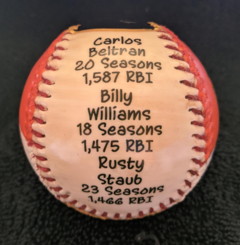 Carlos
Beltran
20 Seasons
1,587 RBI
Billy
Williams
18 Seasons
1,475 RBI
Rusty
Staub
23 Seasons
1,466 RBI